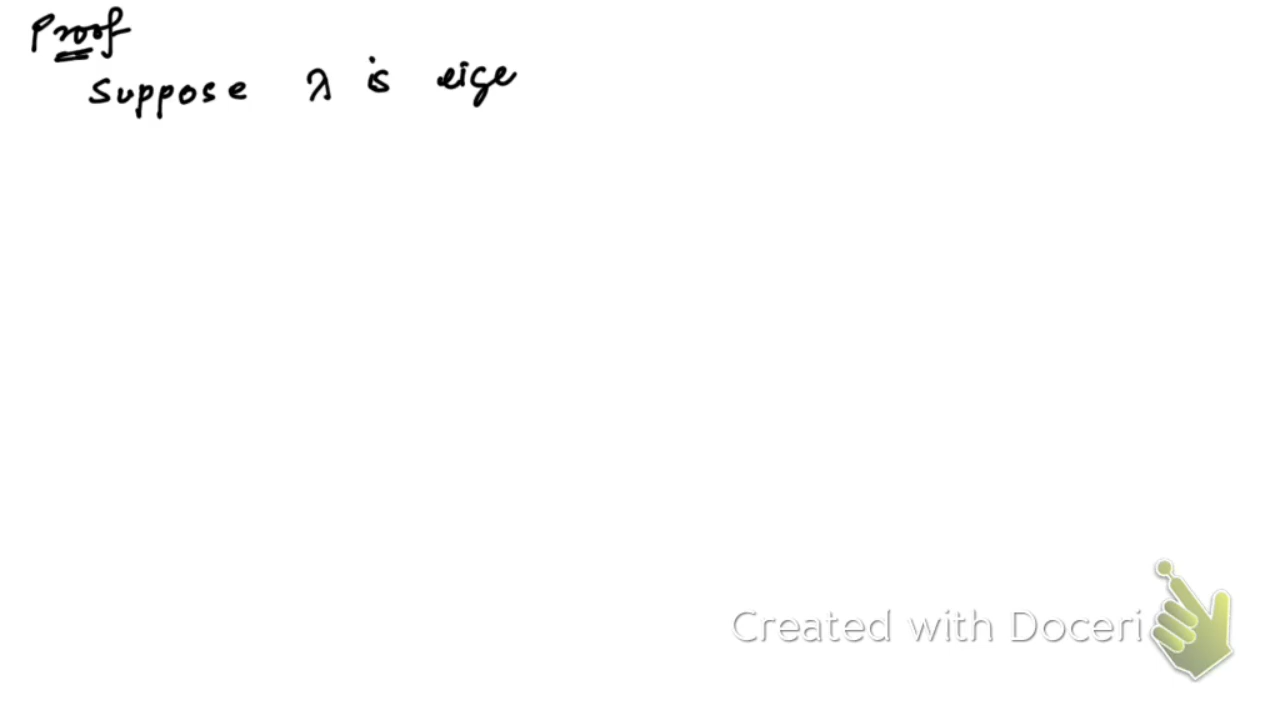 Proof
Suppose λ is eige
Created with Doceri